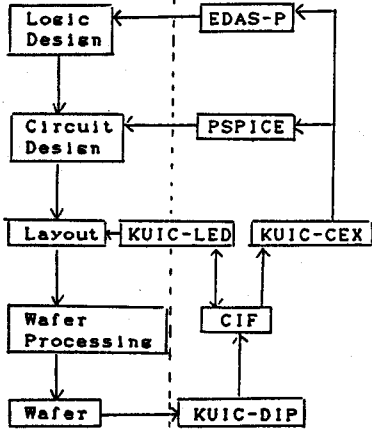 Logic
Design
EDAS-P
Circuit
Design
PSPICE
Layout
KUIC-LED
KUIC-CEX
Wafer
Processing
CIF
Wafer
KUIC-DIP